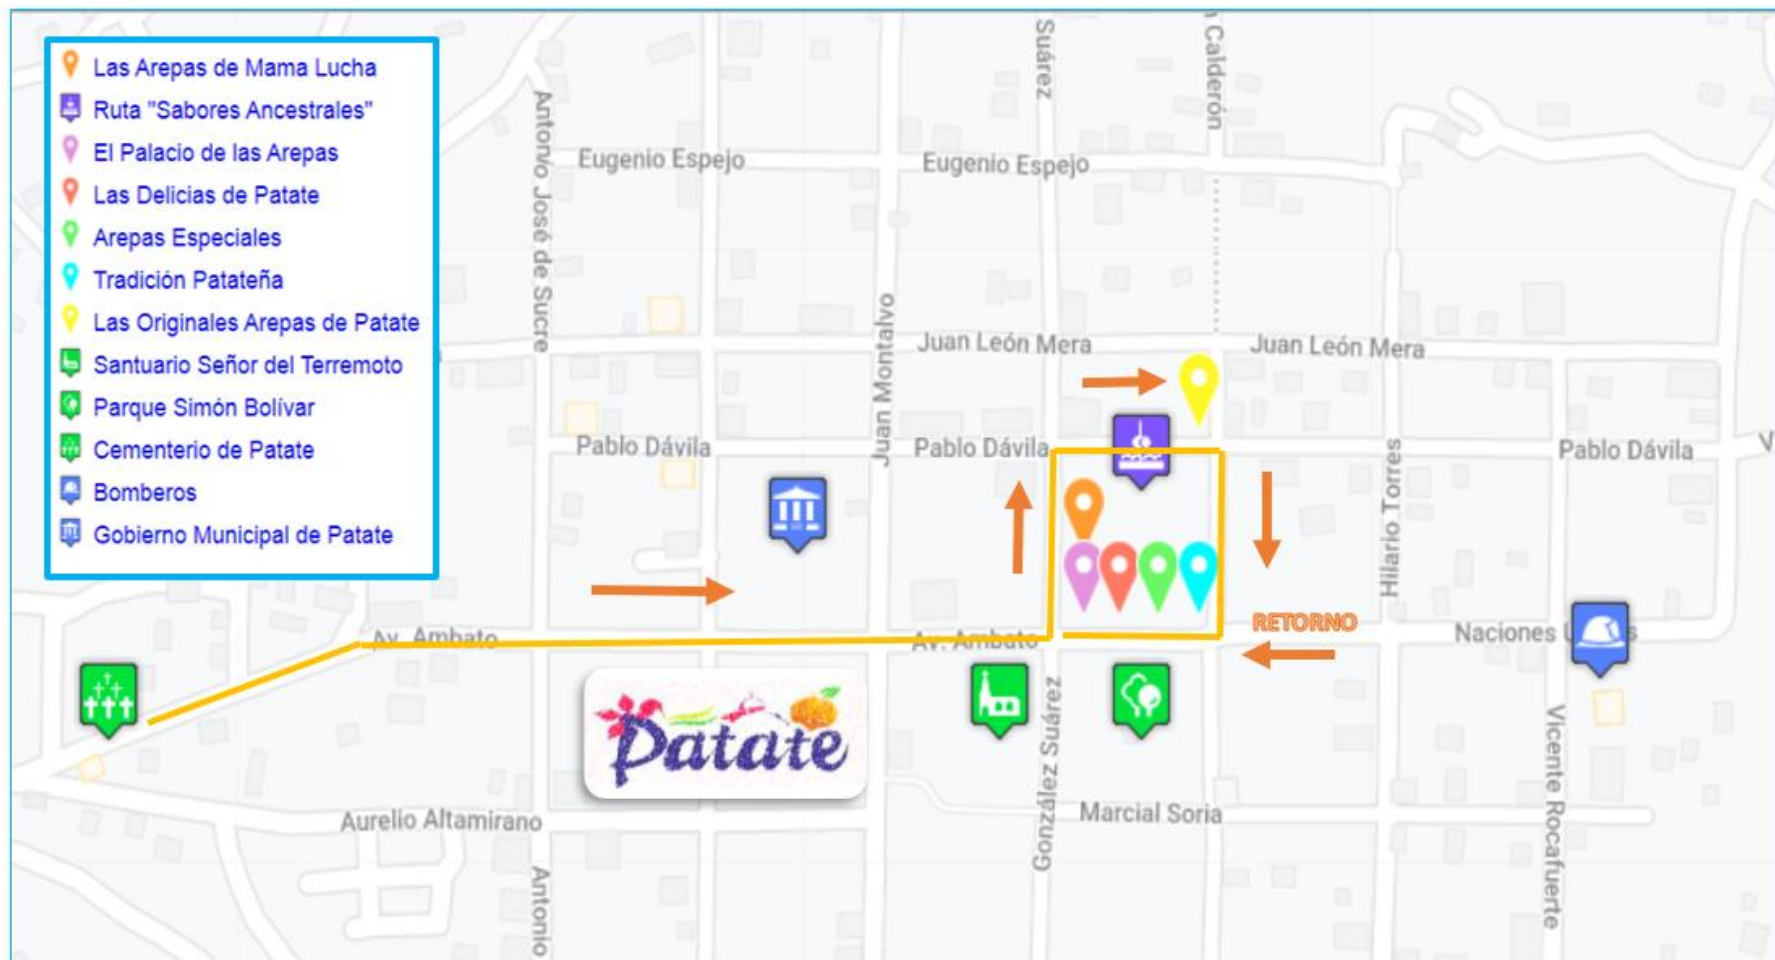 Las Arepas de Mama Lucha
Ruta "Sabores Ancestrales"
El Palacio de las Arepas
Las Delicias de Patate
Arepas Especiales
Tradición Patateña
Las Originales Arepas de Patate
Santuario Señor del Terremoto
Parque Simón Bolívar
Cementerio de Patate
Bomberos
Gobierno Municipal de Patate
Suárez
Calderón
Antonio José de Sucre
Eugenio Espejo
Eugenio Espejo
Juan Montalvo
Juan León Mera
Juan León Mera
Pablo Dávila
Pablo Dávila
Pablo Dávila
Hilario Torres
RETORNO
Av. Ambato
Av. Ambato
Naciones
Patate
González Suárez
Vicente Rocafuerte
Aurelio Altamirano
Marcial Soria
Antonio